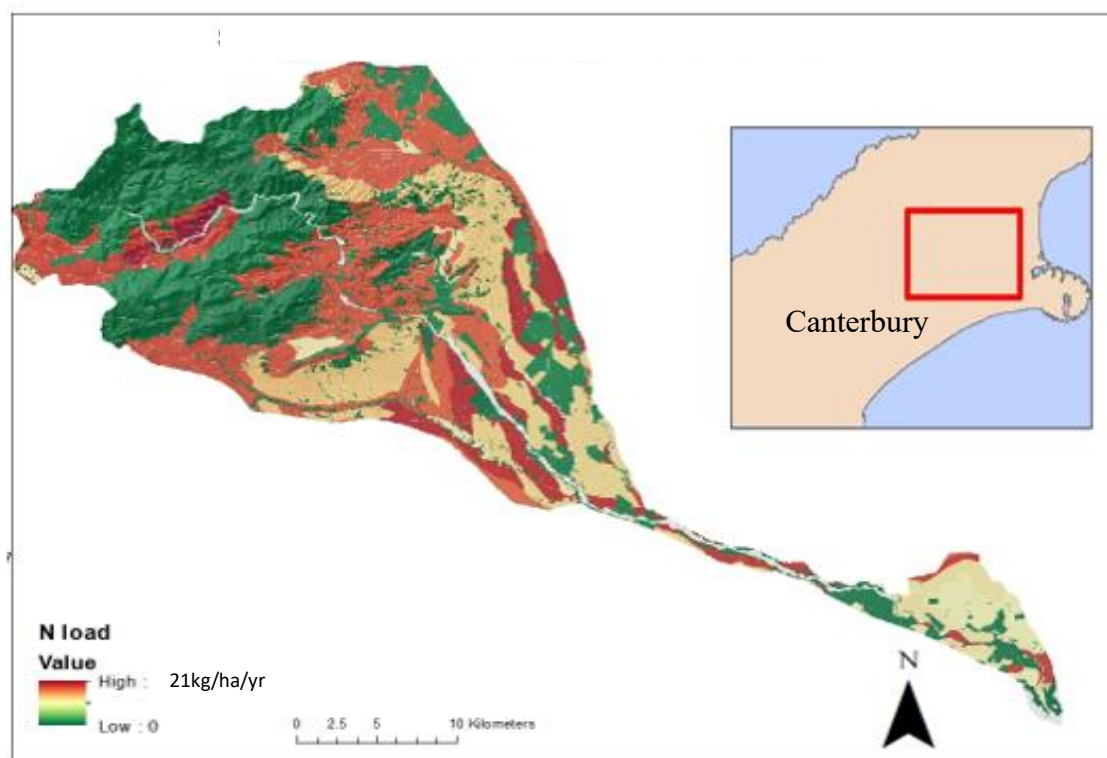 Canterbury
N load
Value
High : 21kg/ha/yr
Low : 0
0 2.5 5 10 Kilometers
N